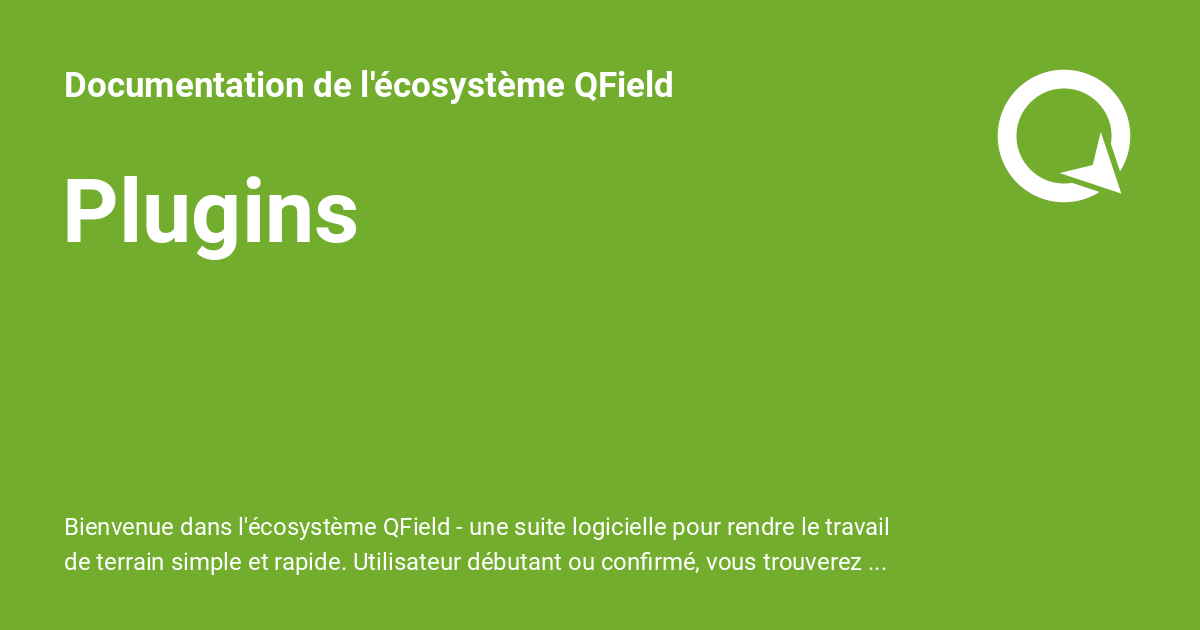 Documentation de l'écosystème QField
Plugins
Bienvenue dans l'écosystème QField - une suite logicielle pour rendre le travail
de terrain simple et rapide. Utilisateur débutant ou confirmé, vous trouverez ...